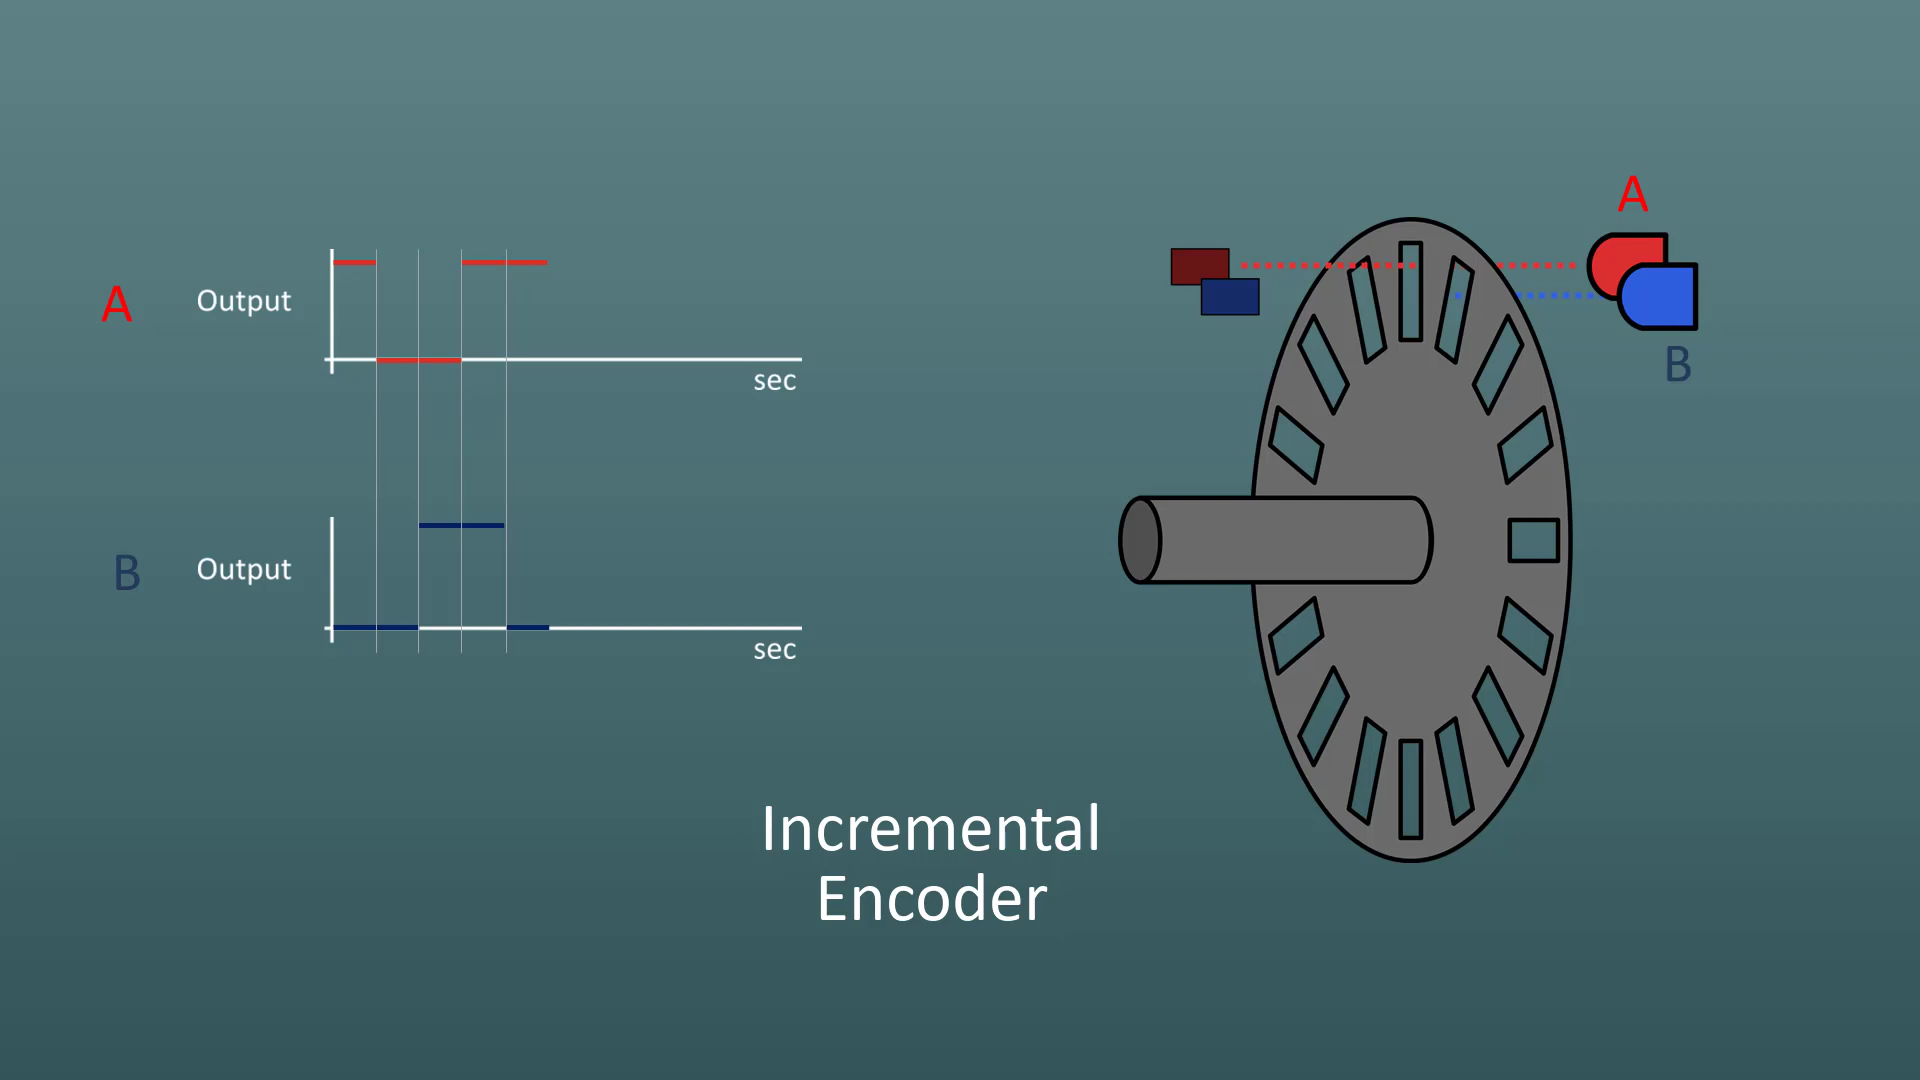 A
A
Output
sec
B
B
Output
sec
Incremental
Encoder